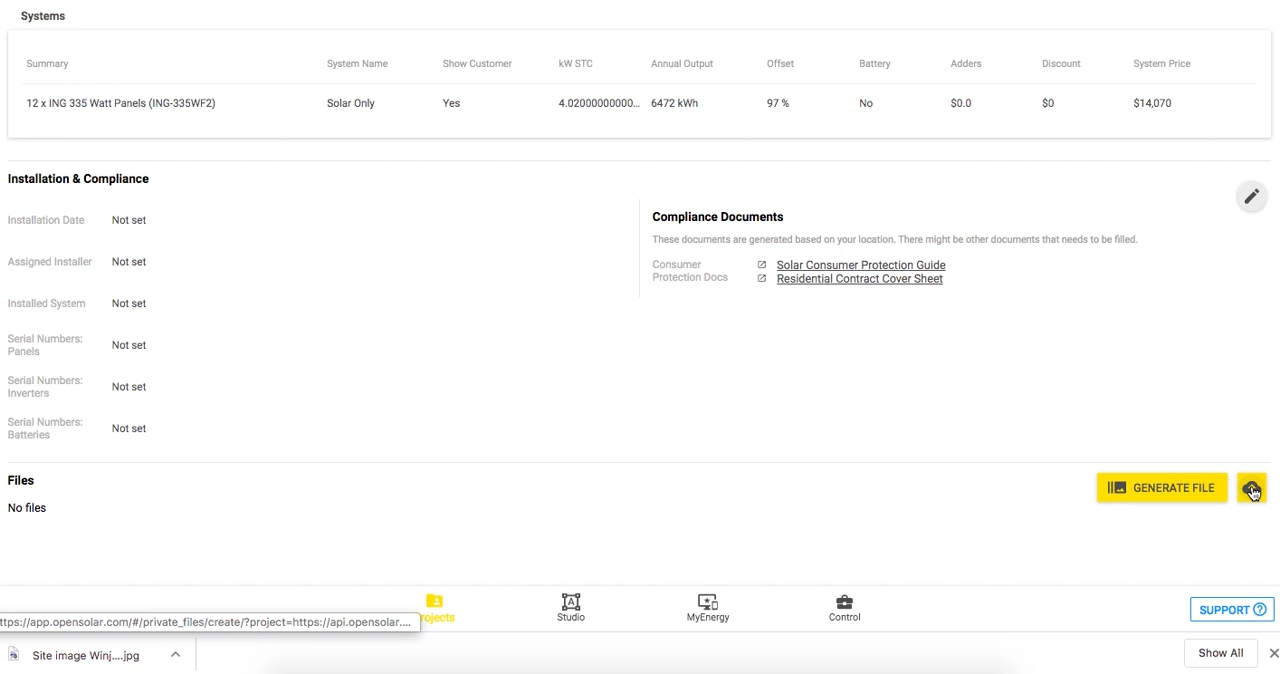 Systems
Summary System Name Show Customer kW STC Annual Output Offset Battery Adders Discount System Price
12 x ING 335 Watt Panels (ING-335WF2) Solar Only Yes 4.02000000000... 6472 kWh 97 % No $0.0 $0 $14,070
Installation & Compliance
Installation Date Not set
Assigned Installer Not set
Installed System Not set
Serial Numbers:
Panels
Not set
Serial Numbers:
Inverters
Not set
Serial Numbers:
Batteries
Not set
Compliance Documents
These documents are generated based on your location. There might be other documents that needs to be filled.
Consumer
Protection Docs
Solar Consumer Protection Guide
Residential Contract Cover Sheet
Files
GENERATE FILE
No files
rojects
Studio
MyEnergy
Control
SUPPORT
ttps://app.opensolar.com/#/private_files/create/?project=https://api.opensolar....
Site image Winj....jpg
Show All